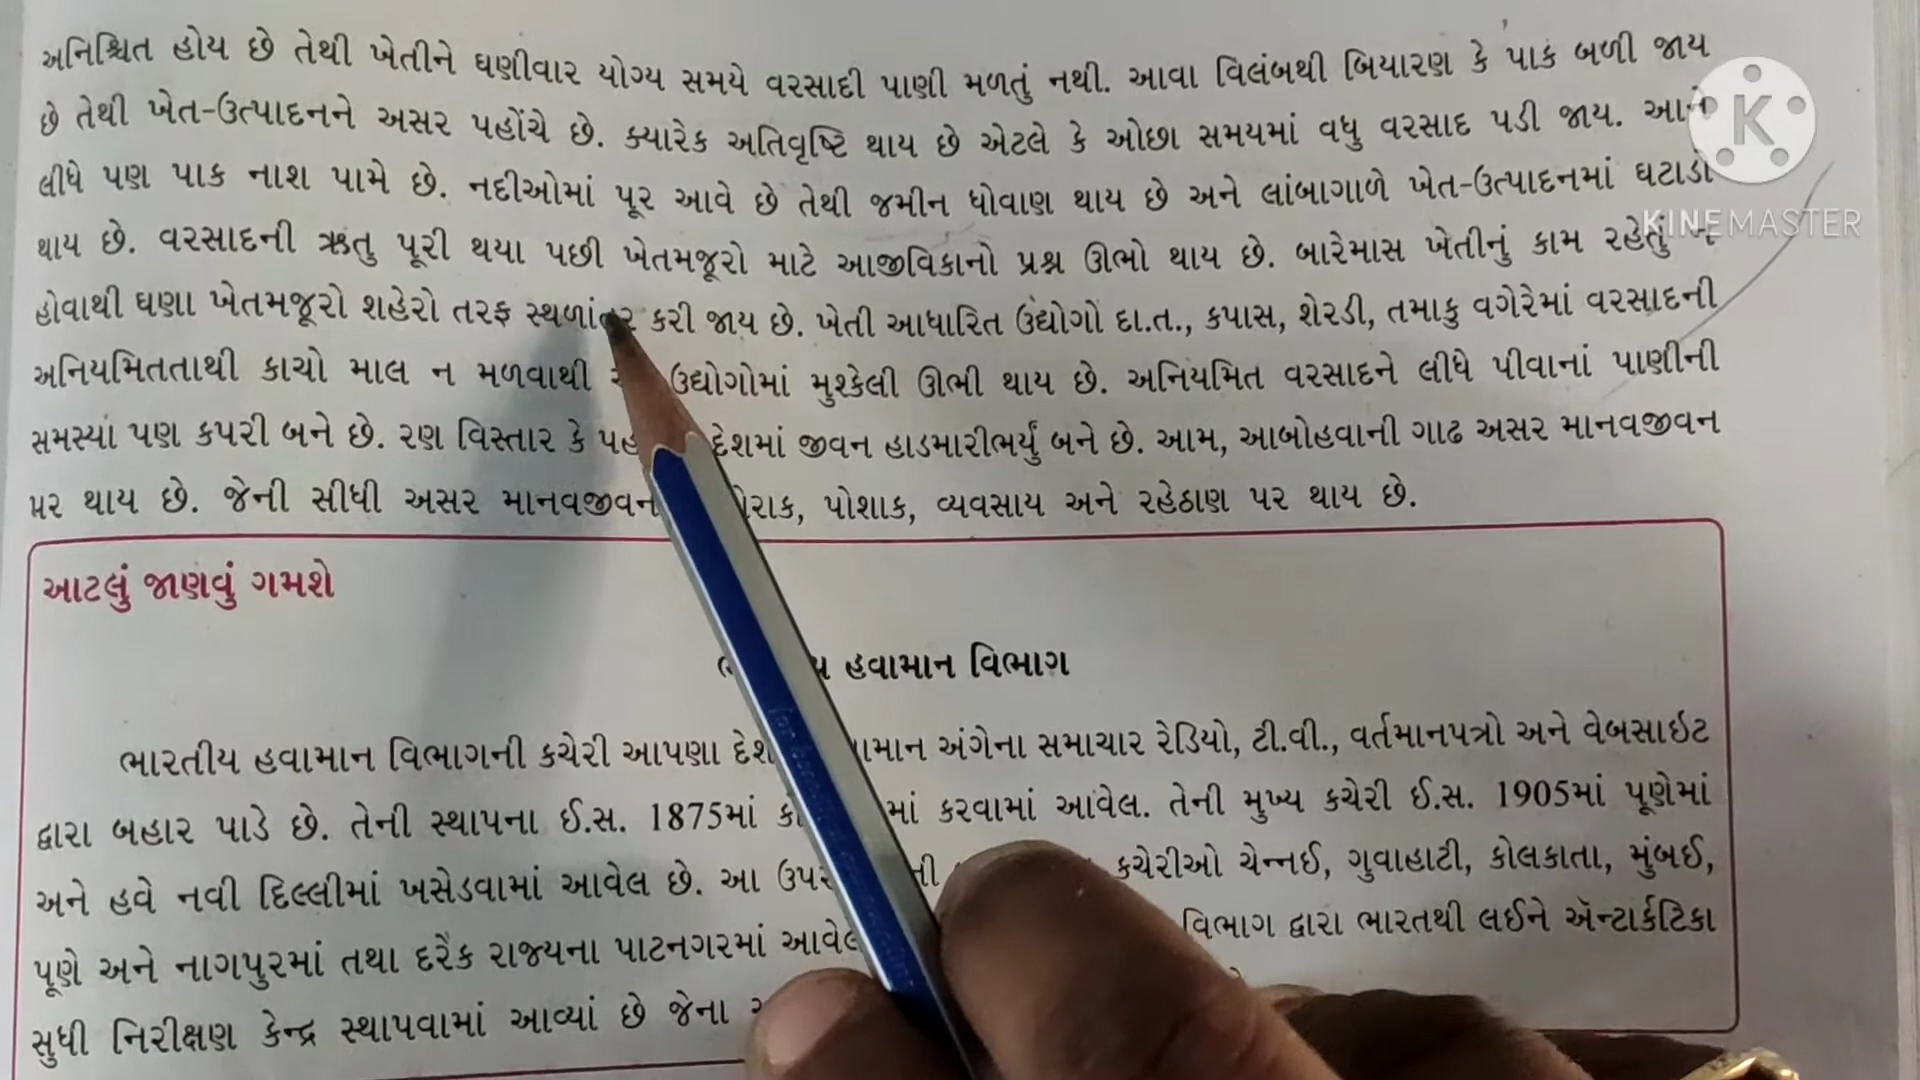 અનિશ્ચિત હોય છે તેથી ખેતીને ઘણીવાર યોગ્ય સમયે વરસાદી પાણી મળતું નથી. આવા વિલંબથી બિયારણ કે પાક બળી જાય
છે તેથી ખેત-ઉત્પાદનને અસર પહોંચે છે. ક્યારેક અતિવૃષ્ટિ થાય છે એટલે કે ઓછા સમયમાં વધુ વરસાદ પડી જાય. આને
K
લીધે પણ પાક નાશ પામે છે. નદીઓમાં પૂર આવે છે તેથી જમીન ધોવાણ થાય છે અને લાંબાગાળે ખેત-ઉત્પાદનમાં ઘટાડો
KINEMASTER
થાય છે. વરસાદની ઋતુ પૂરી થયા પછી ખેતમજૂરો માટે આજીવિકાનો પ્રશ્ન ઊભો થાય છે. બારેમાસ ખેતીનું કામ રહેતું
હોવાથી ઘણા ખેતમજૂરો શહેરો તરફ સ્થળાંતર કરી જાય છે. ખેતી આધારિત ઉદ્યોગો દા.ત., કપાસ, શેરડી, તમાકુ વગેરેમાં વરસાદની
અનિયમિતતાથી કાચો માલ ન મળવાથી ઉદ્યોગોમાં મુશ્કેલી ઊભી થાય છે. અનિયમિત વરસાદને લીધે પીવાનાં પાણીની
સમસ્યા પણ કપરી બને છે. રણ વિસ્તાર કે દેશમાં જીવન હાડમારીભર્યું બને છે. આમ, આબોહવાની ગાઢ અસર માનવજીવન
પર થાય છે. જેની સીધી અસર માનવજીવન પોશાક, વ્યવસાય અને રહેઠાણ પર થાય છે.
આટલું જાણવું ગમશે
હવામાન વિભાગ
ભારતીય હવામાન વિભાગની કચેરી આપણા અંગેના સમાચાર રેડિયો, ટી.વી., વર્તમાનપત્રો અને વેબસાઇટ
દ્વારા બહાર પાડે છે. તેની સ્થાપના ઈ.સ. 1875માં કરવામાં આવેલ. તેની મુખ્ય કચેરી ઈ.સ. 1905માં પૂણેમાં
અને હવે નવી દિલ્લીમાં ખસેડવામાં આવેલ છે. આ કચેરીઓ ચેન્નઈ, ગુવાહાટી, કોલકાતા, મુંબઈ,
પૂણે અને નાગપુરમાં તથા દરેક રાજ્યના પાટનગરમાં વિભાગ દ્વારા ભારતથી લઈને ઍન્ટાર્કટિકા
સુધી નિરીક્ષણ કેન્દ્ર સ્થાપવામાં આવ્યાં છે જેના